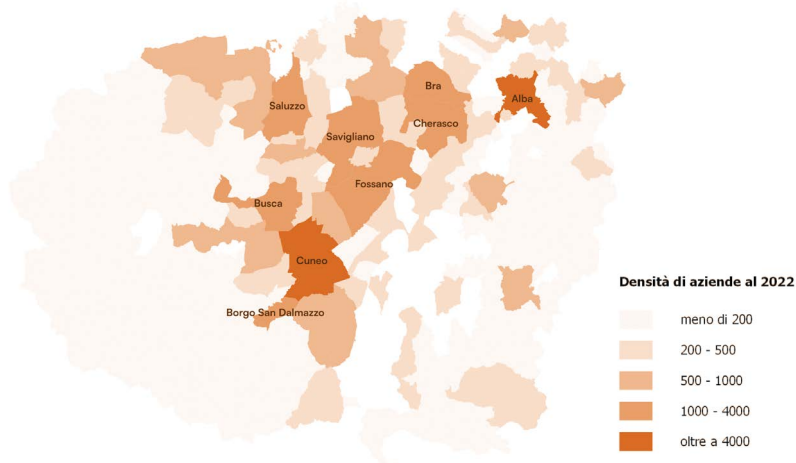 Bra
Alba
Saluzzo
Cherasco
Savigliano
Fossano
Busca
Cuneo
Borgo San Dalmazzo
Densità di aziende al 2022
meno di 200
200 - 500
500 - 1000
1000 - 4000
oltre a 4000